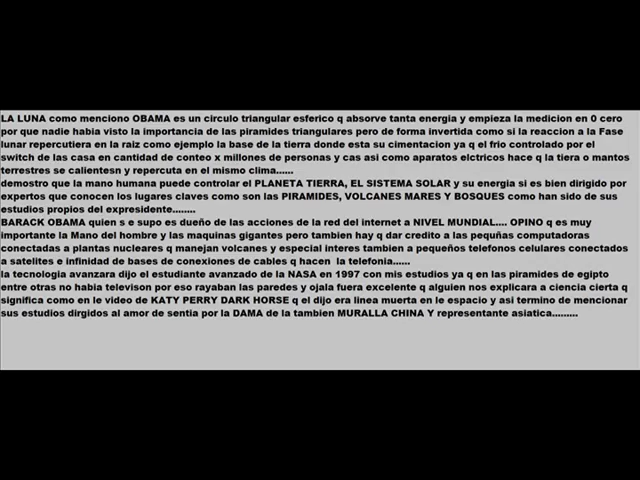 LA LUNA como menciono OBAMA es un circulo triangular esferico q absorve tanta energia y empieza la medicion en 0 cero
por que nadie habia visto la importancia de las piramides triangulares pero de forma invertida como si la reaccion a la Fase
lunar repercutiera en la raiz como ejemplo la base de la tierra donde esta su cimentacion ya q el frio controlado por el
switch de las casa en cantidad de conteo x millones de personas y cas asi como aparatos elctricos hace q la tiera o mantos
terrestres se calientesn y repercuta en el mismo clima......
demostro que la mano humana puede controlar el PLANETA TIERRA, EL SISTEMA SOLAR y su energia si es bien dirigido por
expertos que conocen los lugares claves como son las PIRAMIDES, VOLCANES MARES Y BOSQUES como han sido de sus
estudios propios del expresidente........
BARACK OBAMA quien s e supo es dueño de las acciones de la red del internet a NIVEL MUNDIAL.... OPINO q es muy
importante la Mano del hombre y las maquinas gigantes pero tambien hay q dar credito a las pequñas computadoras
conectadas a plantas nucleares q manejan volcanes y especial interes tambien a pequeños telefonos celulares conectados
a satelites e infinidad de bases de conexiones de cables q hacen la telefonia......
la tecnologia avanzara dijo el estudiante avanzado de la NASA en 1997 con mis estudios ya q en las piramides de egipto
entre otras no habia televison por eso rayaban las paredes y ojala fuera excelente q alguien nos explicara a ciencia cierta q
significa como en le video de KATY PERRY DARK HORSE q el dijo era linea muerta en le espacio y asi termino de mencionar
sus estudios dirgidos al amor de sentia por la DAMA de la tambien MURALLA CHINA Y representante asiatica.........